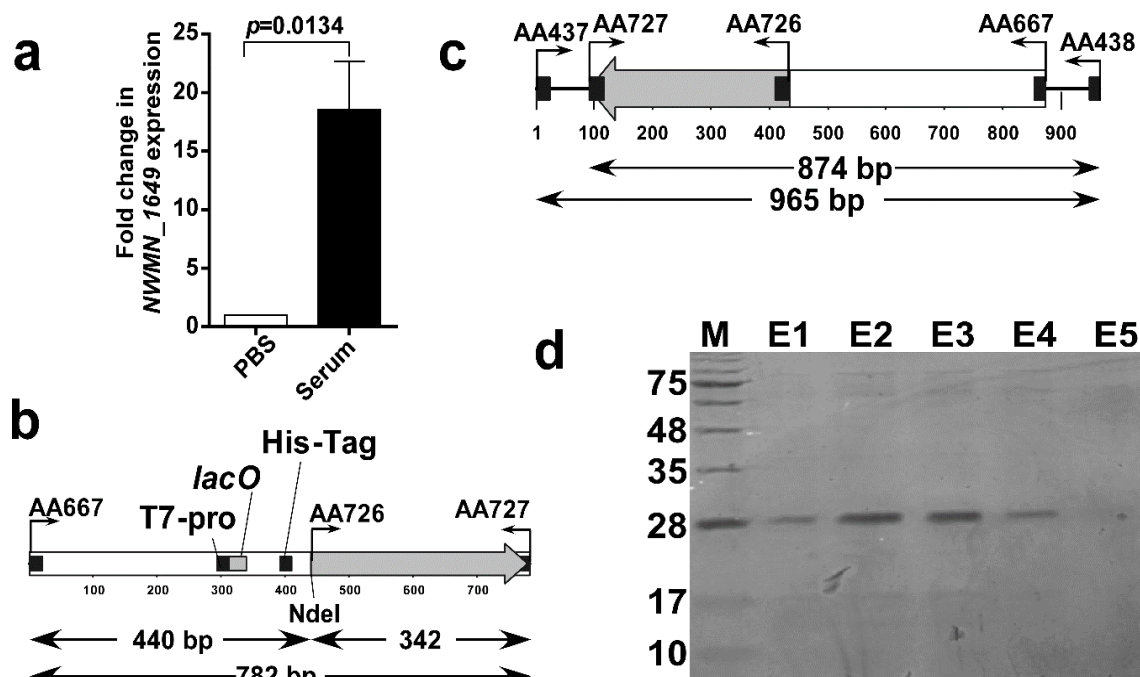 a
Fold change in
NWMN_1649 expression
25
20
15
10
5
0
p=0.0134
PBS
Serum
b
His-Tag
lacO
AA667
T7-pro
AA726
AA727
100 200 300 400 500 600 700
NdeI
440 bp
342
782 bp
c
AA437
AA727
AA726
AA667
AA438
1 100 200 300 400 500 600 700 800 900
874 bp
965 bp
d
M E1 E2 E3 E4 E5
75
48
35
28
17
10